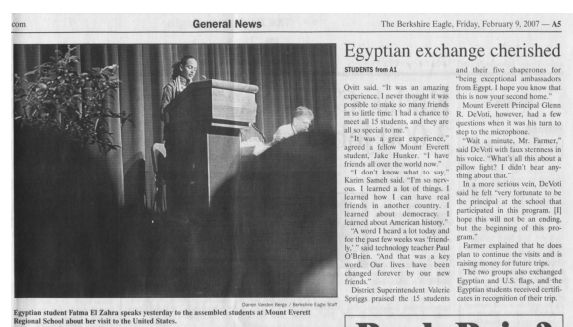 com
General News
The Berkshire Eagle, Friday, February 9, 2007 — A5
Darren Vanden Berge / Berkshire Eagle Staff
Egyptian student Fatma El Zahra speaks yesterday to the assembled students at Mount Everett
Regional School about her visit to the United States.
Egyptian exchange cherished
STUDENTS from A1
Ovitt said. "It was an amazing
experience. I never thought it was
possible to make so many friends
in so little time. I had a chance to
meet all 15 students, and they are
all so special to me."
"It was a great experience,"
agreed a fellow Mount Everett
student, Jake Hunker. "I have
friends all over the world now."
"I don't know what to say,"
Karim Sameh said. "I'm so nerv-
ous. I learned a lot of things. I
learned how I can have real
friends in another country. I
learned about democracy. I
learned about American history."
"A word I heard a lot today and
for the past few weeks was 'friend-
ly,' " said technology teacher Paul
O'Brien. "And that was a key
word. Our lives have been
changed forever by our new
friends."
District Superintendent Valerie
Spriggs praised the 15 students
and their five chaperones for
"being exceptional ambassadors
from Egypt. I hope you know that
this is now your second home."
Mount Everett Principal Glenn
R. DeVoti, however, had a few
questions when it was his turn to
step to the microphone.
"Wait a minute, Mr. Farmer,"
said DeVoti with faux sternness in
his voice. "What's all this about a
pillow fight? I didn't hear any-
thing about that."
In a more serious vein, DeVoti
said he felt "very fortunate to be
the principal at the school that
participated in this program. [I]
hope this will not be an ending,
but the beginning of this pro-
gram."
Farmer explained that he does
plan to continue the visits and is
raising money for future trips.
The two groups also exchanged
Egyptian and U.S. flags, and the
Egyptian students received certifi-
cates in recognition of their trip.